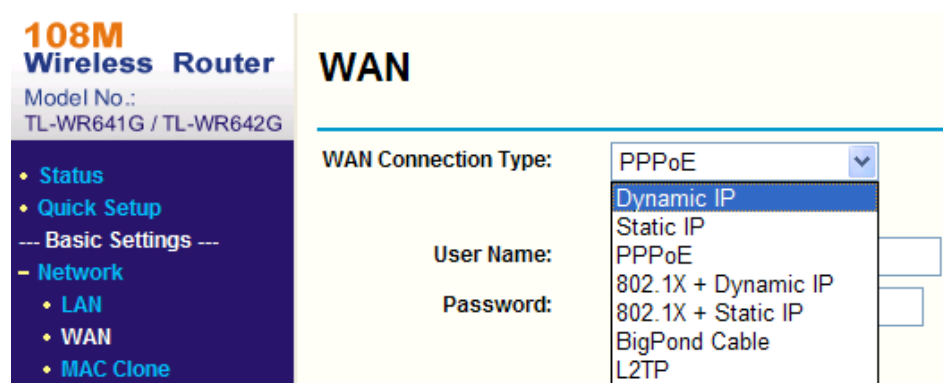 108M
Wireless Router
Model No.:
TL-WR641G / TL-WR642G
• Status
• Quick Setup
--- Basic Settings ---
– Network
• LAN
• WAN
• MAC Clone
WAN
WAN Connection Type: PPPoE
Dynamic IP
Static IP
User Name: PPPoE
802.1X + Dynamic IP
Password: 802.1X + Static IP
BigPond Cable
L2TP